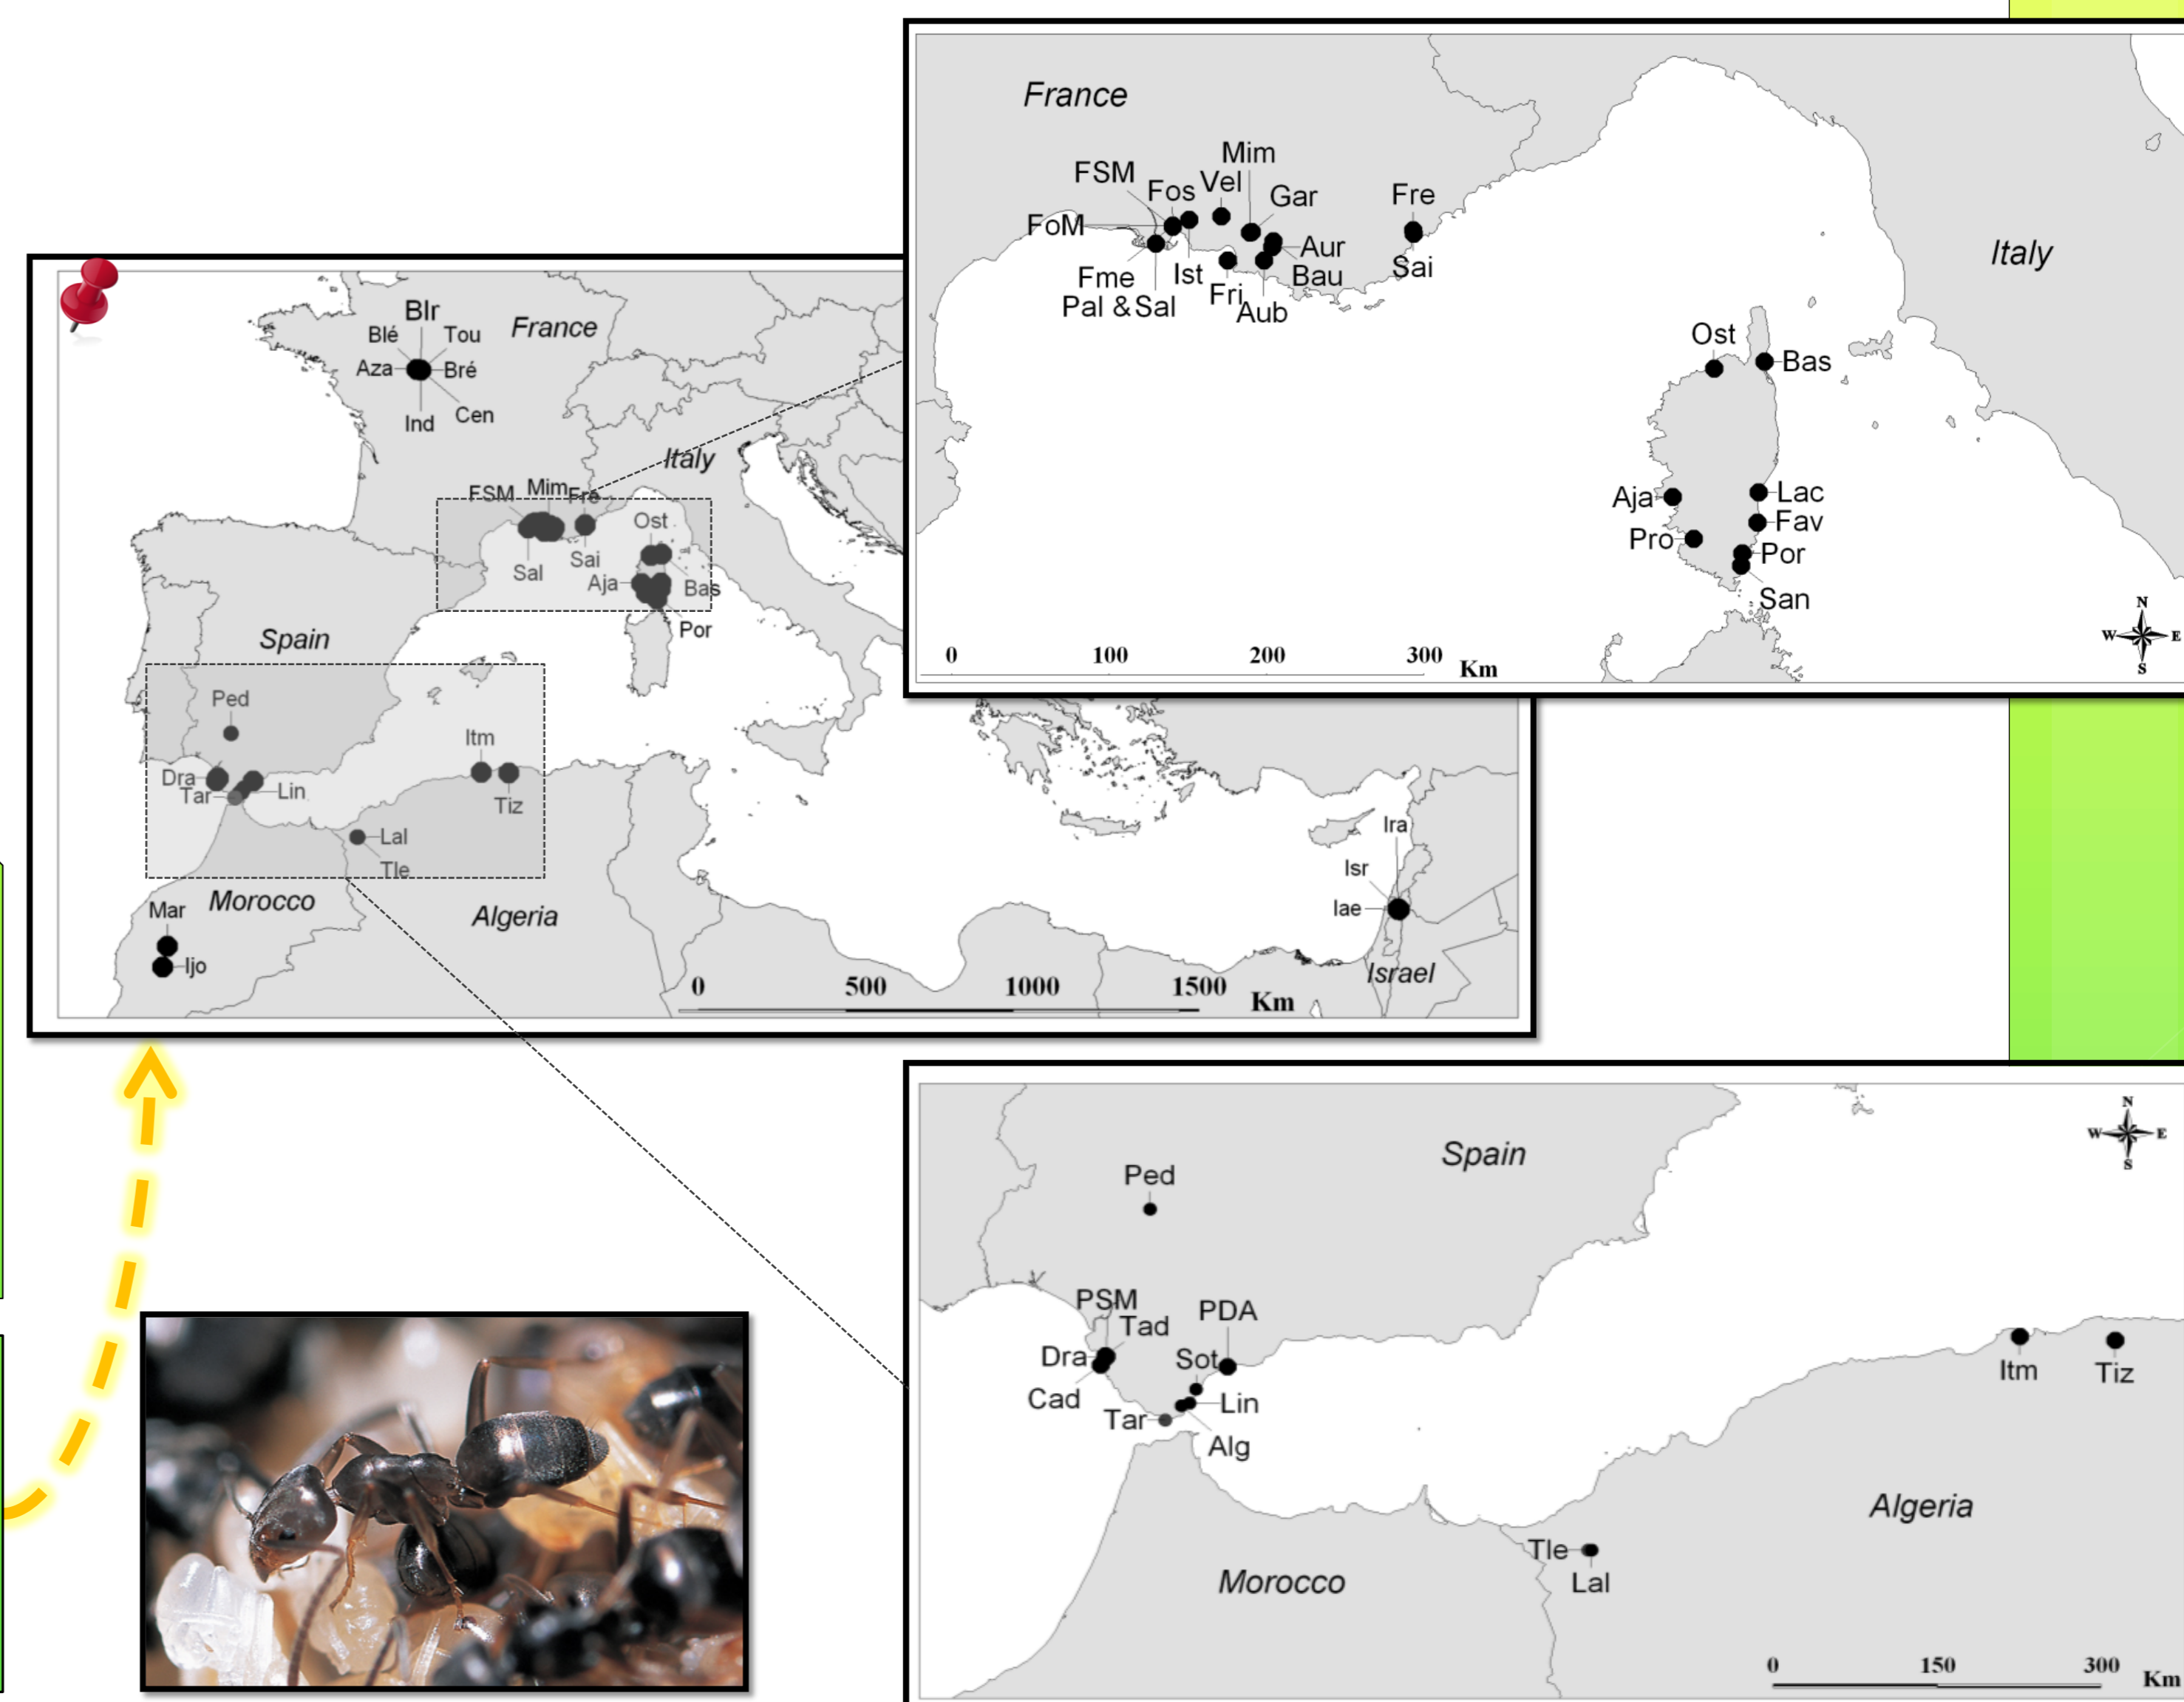 France
Mim
FSM
Fos
Vel
Gar
Fre
FoM
Aur
Italy
Sai
Fme
Ist
Bau
Pal & Sal
Fri
Aub
Ost
Bas
Aja
Lac
Fav
Pro
Por
San
N
W E
S
0 100 200 300 Km
Blr
Blé Tou
France
Aza Bré
Ind Cen
Italy
FSM Mim Fre
Ost
Sai
Sal
Aja Bas
Por
Spain
Ped
Itm
Dra
Tar Lin
Tiz
Lal
Tle
Ira
Isr
Iae
Morocco
Mar
Algeria
Ijo
Israel
0 500 1000 1500 Km
N
W E
S
Spain
Ped
PSM
Tad
PDA
Dra
Sot
Cad
Lin
Tar
Alg
Itm
Tiz
Algeria
Tle
Lal
Morocco
0 150 300 Km